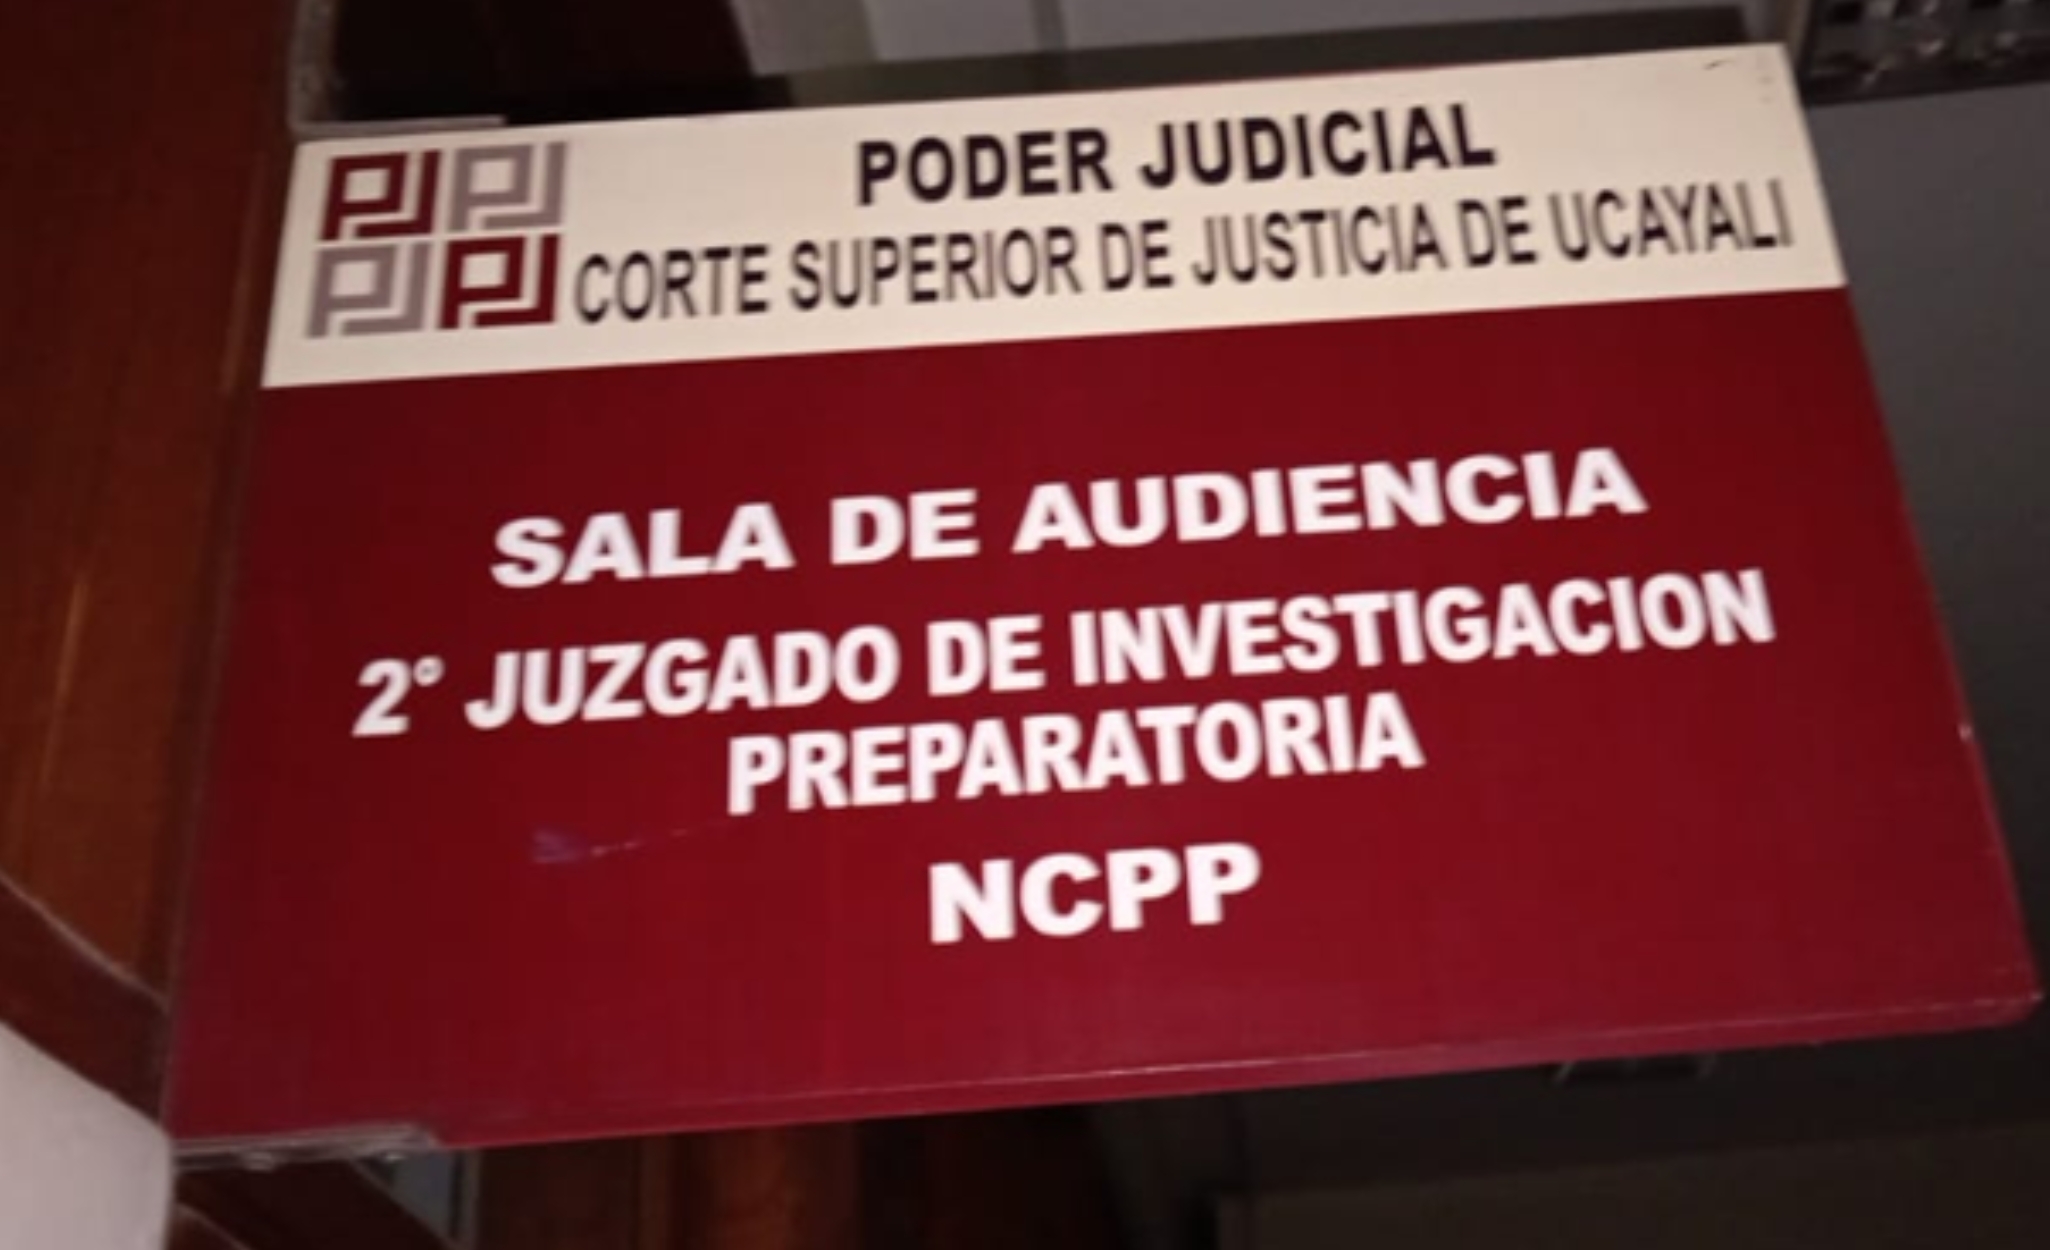 PODER JUDICIAL
CORTE SUPERIOR DE JUSTICIA DE UCAYALI
SALA DE AUDIENCIA
2° JUZGADO DE INVESTIGACION
PREPARATORIA
NCPP